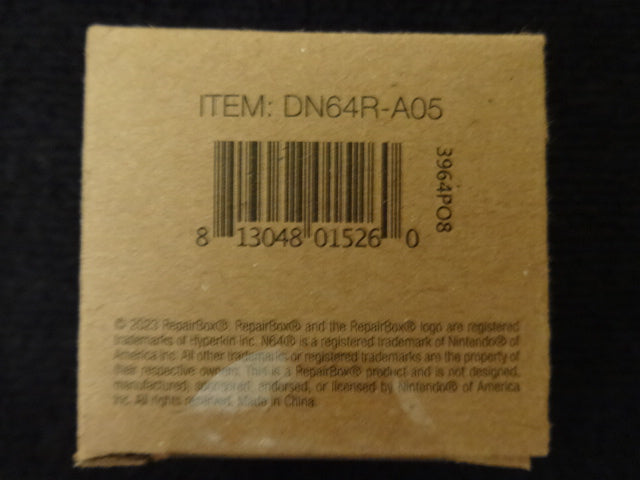 ITEM: DN64R-A05
3964PO8
8 13048 01526 0
© 2023 RepairBox®. RepairBox® and the RepairBox® logo are registered
trademarks of Hyperkin Inc. N64® is a registered trademark of Nintendo® of
America Inc. All other trademarks or registered trademarks are the property of
their respective owners. This is a RepairBox® product and is not designed,
manufactured, sponsored, endorsed, or licensed by Nintendo® of America
Inc. All rights reserved. Made in China.